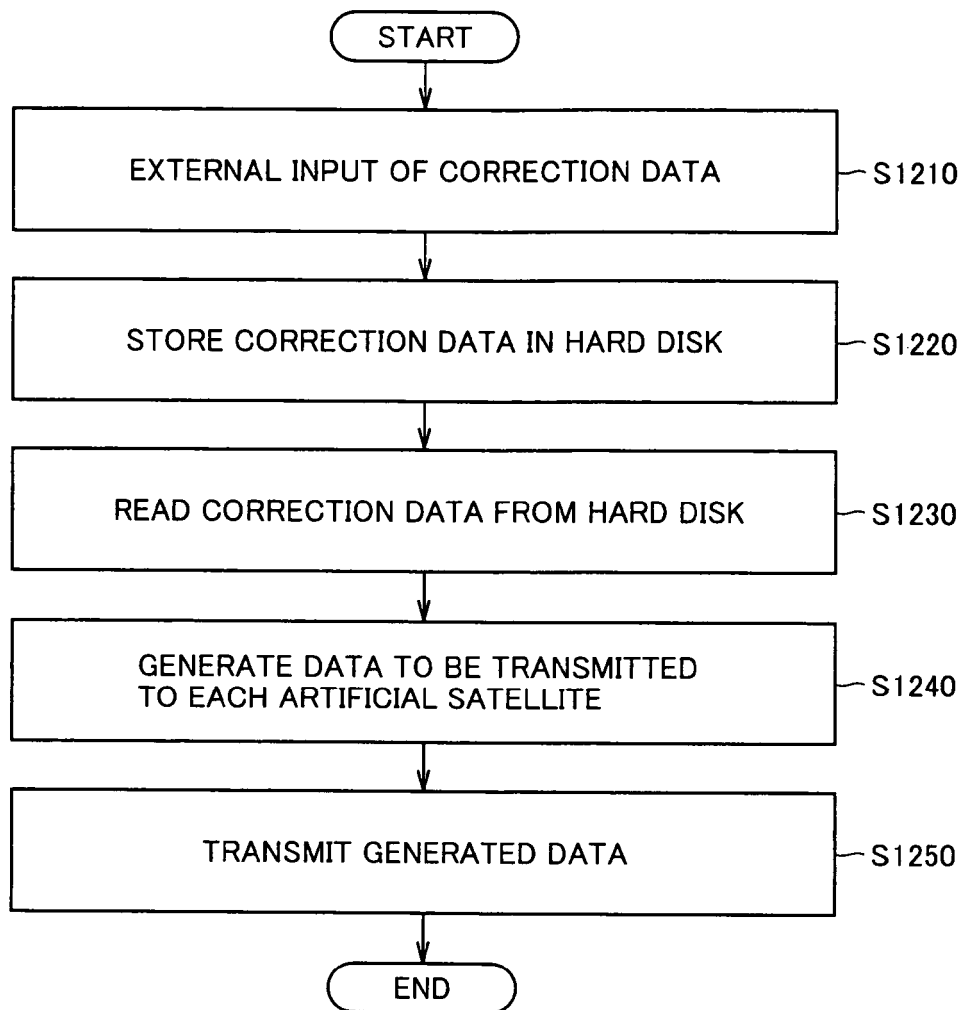 START
EXTERNAL INPUT OF CORRECTION DATA
S1210
STORE CORRECTION DATA IN HARD DISK
S1220
READ CORRECTION DATA FROM HARD DISK
S1230
GENERATE DATA TO BE TRANSMITTED
TO EACH ARTIFICIAL SATELLITE
S1240
TRANSMIT GENERATED DATA
S1250
END